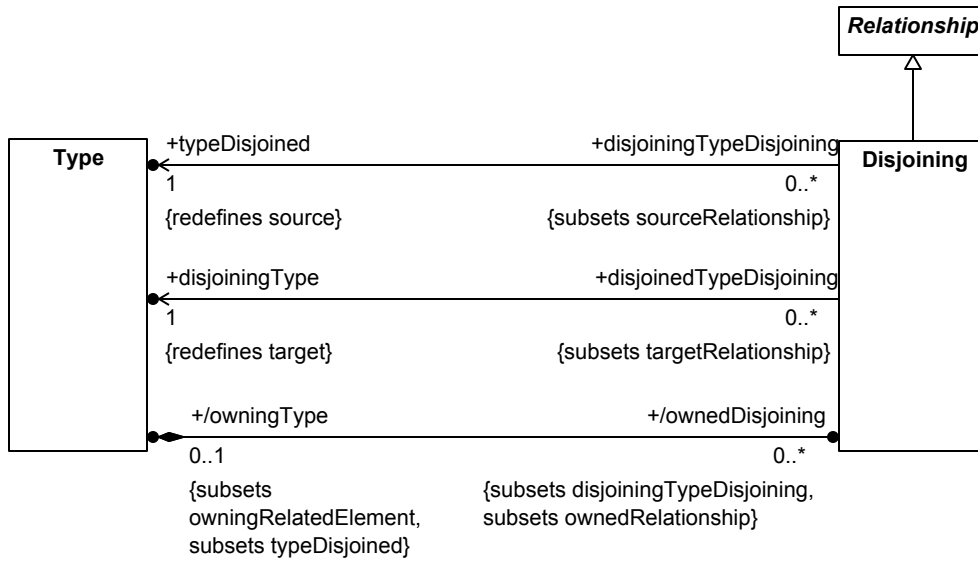 Relationship
+typeDisjoined
+disjoiningTypeDisjoining
Type
Disjoining
1
0..*
{redefines source}
{subsets sourceRelationship}
+disjoiningType
+disjoinedTypeDisjoining
1
0..*
{redefines target}
{subsets targetRelationship}
+/owningType
+/ownedDisjoining
0..1
0..*
{subsets
owningRelatedElement,
subsets typeDisjoined}
{subsets disjoiningTypeDisjoining,
subsets ownedRelationship}